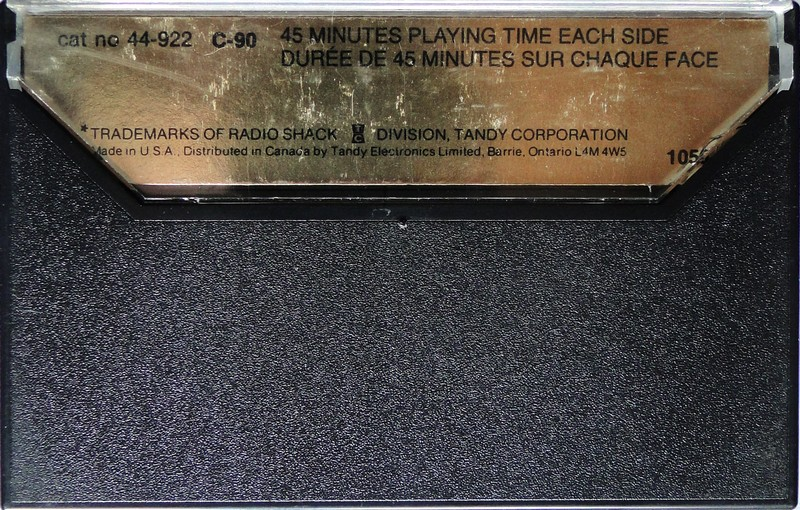 cat no 44-922 C-90 45 MINUTES PLAYING TIME EACH SIDE
DURÉE DE 45 MINUTES SUR CHAQUE FACE
*TRADEMARKS OF RADIO SHACK DIVISION, TANDY CORPORATION
Made in U.S.A., Distributed in Canada by Tandy Electronics Limited, Barrie, Ontario L4M 4W5